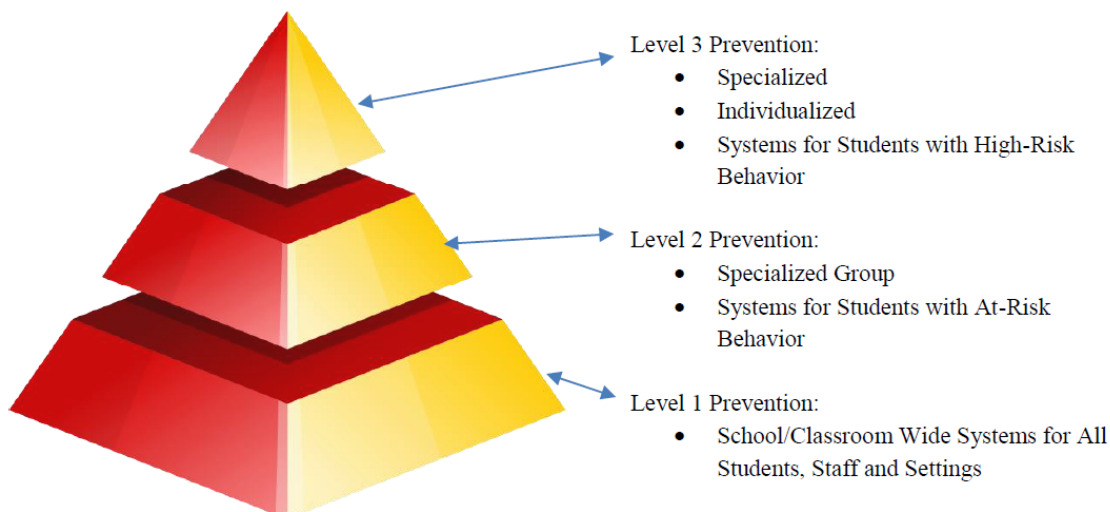 Level 3 Prevention:
• Specialized
• Individualized
• Systems for Students with High-Risk
Behavior
Level 2 Prevention:
• Specialized Group
• Systems for Students with At-Risk
Behavior
Level 1 Prevention:
• School/Classroom Wide Systems for All
Students, Staff and Settings